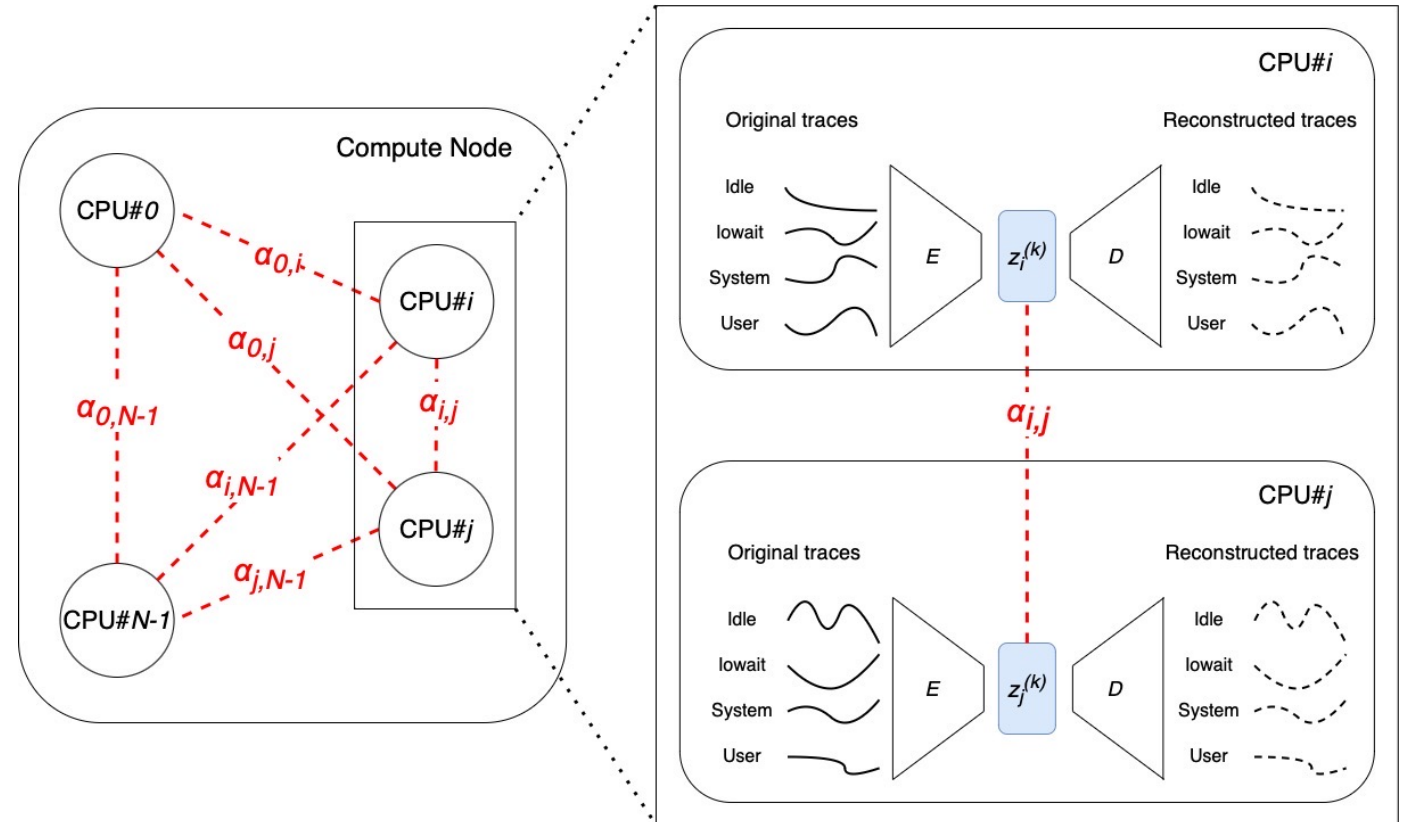 Compute Node
CPU#0
α0,i
CPU#i
α0,j
α0,N-1
αi,j
αi,N-1
CPU#j
αj,N-1
CPU#N-1
CPU#i
Original traces
Reconstructed traces
Idle
Iowait
System
User
E
zi(k)
D
Idle
Iowait
System
User
αi,j
CPU#j
Original traces
Reconstructed traces
Idle
Iowait
System
User
E
zj(k)
D
Idle
Iowait
System
User